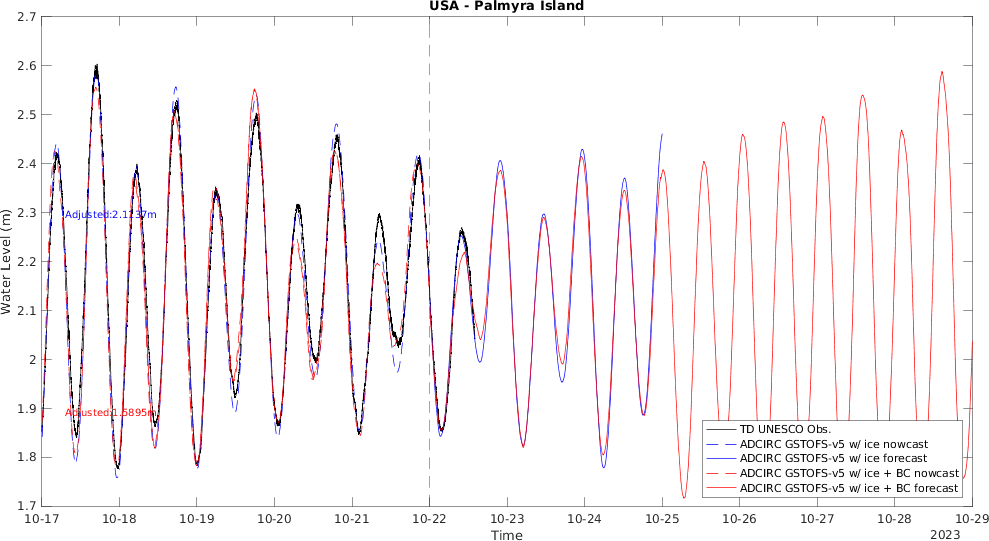 USA - Palmyra Island
2.7
2.6
2.5
2.4
2.3
2.2
2.1
2
1.9
1.8
1.7
Water Level (m)
Adjusted:2.1137m
Adjusted:1.5895m
10-17
10-18
10-19
10-20
10-21
10-22
10-23
10-24
10-25
10-26
10-27
10-28
10-29
Time
2023
TD UNESCO Obs.
ADCIRC GSTOFS-v5 w/ ice nowcast
ADCIRC GSTOFS-v5 w/ ice forecast
ADCIRC GSTOFS-v5 w/ ice + BC nowcast
ADCIRC GSTOFS-v5 w/ ice + BC forecast